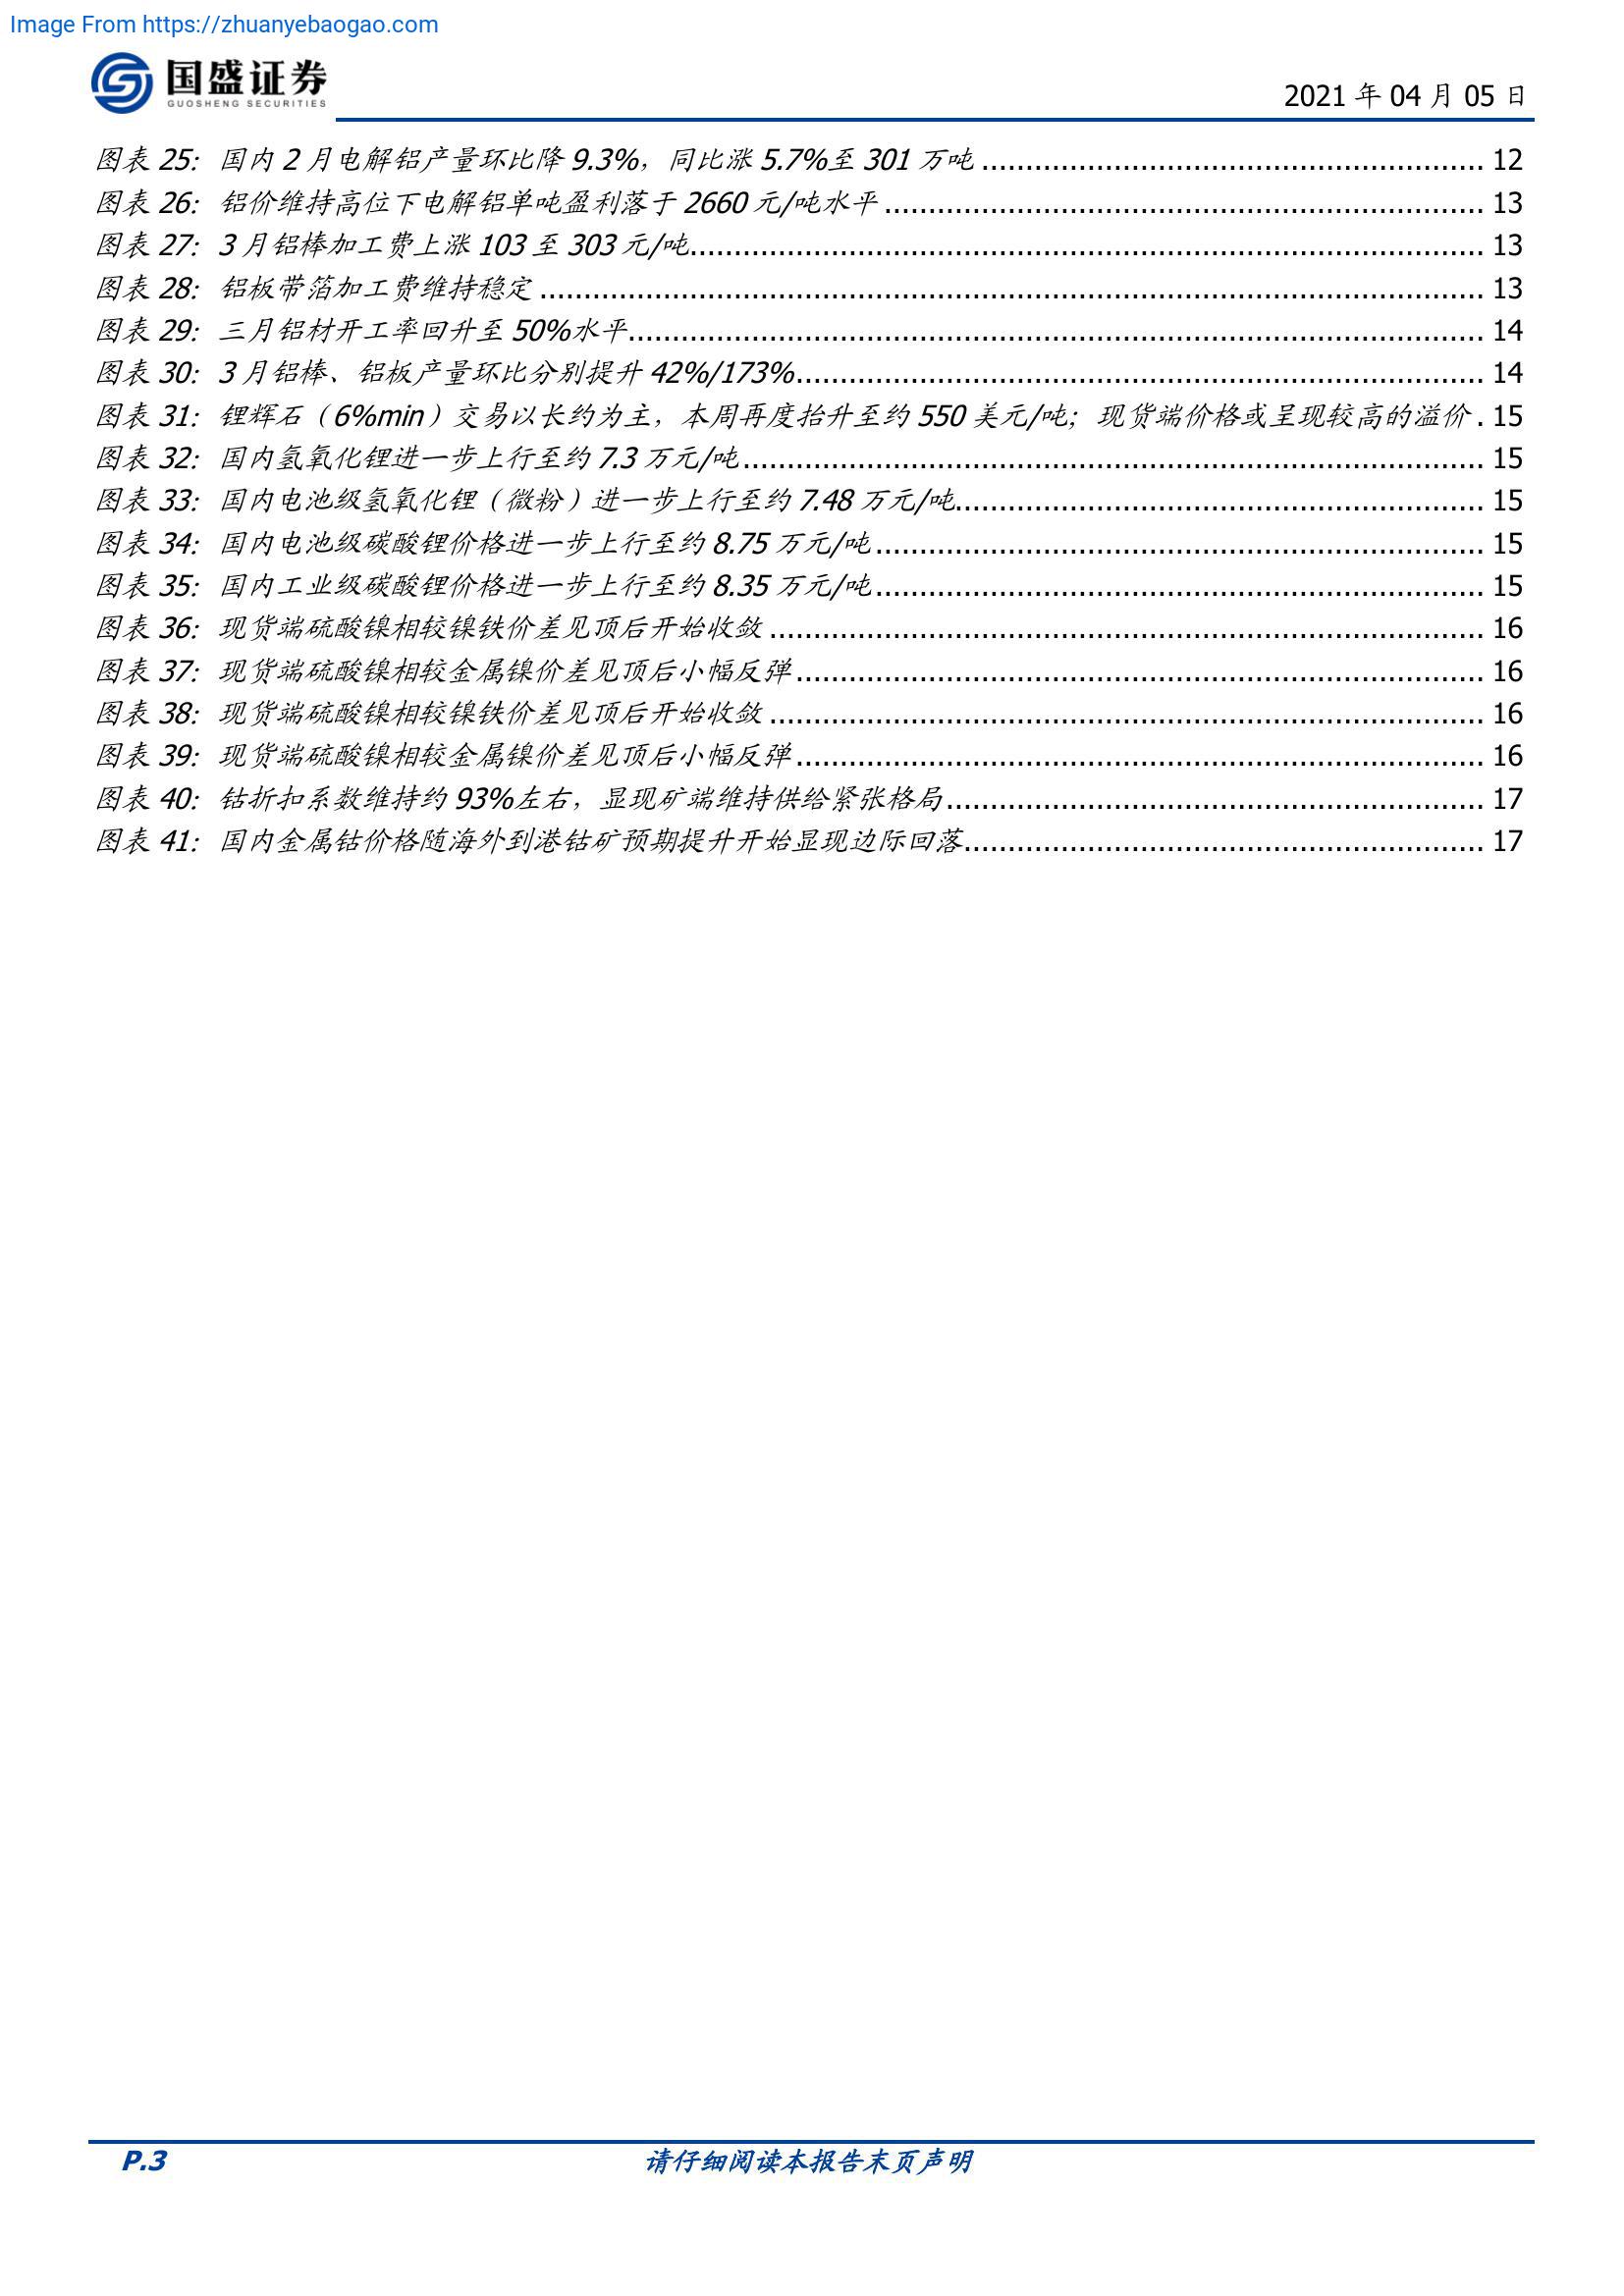 Image From https://zhuanyebaogao.com
国盛证券
GUOSHENG SECURITIES
2021 年 04 月 05 日
图表 25: 国内 2 月电解铝产量环比降 9.3%，同比涨 5.7%至 301 万吨 ........................................................ 12
图表 26: 铝价维持高位下电解铝单吨盈利落于 2660 元/吨水平 ................................................................... 13
图表 27: 3 月铝棒加工费上涨 103 至 303 元/吨......................................................................................... 13
图表 28: 铝板带箔加工费维持稳定 .......................................................................................................... 13
图表 29: 三月铝材开工率回升至 50%水平................................................................................................ 14
图表 30: 3 月铝棒、铝板产量环比分别提升 42%/173%............................................................................. 14
图表 31: 锂辉石（6%min）交易以长约为主，本周再度抬升至约 550 美元/吨；现货端价格或呈现较高的溢价 . 15
图表 32: 国内氢氧化锂进一步上行至约 7.3 万元/吨................................................................................... 15
图表 33: 国内电池级氢氧化锂（微粉）进一步上行至约 7.48 万元/吨........................................................... 15
图表 34: 国内电池级碳酸锂价格进一步上行至约 8.75 万元/吨.................................................................... 15
图表 35: 国内工业级碳酸锂价格进一步上行至约 8.35 万元/吨.................................................................... 15
图表 36: 现货端硫酸镍相较镍铁价差见顶后开始收敛 ................................................................................ 16
图表 37: 现货端硫酸镍相较金属镍价差见顶后小幅反弹............................................................................. 16
图表 38: 现货端硫酸镍相较镍铁价差见顶后开始收敛 ................................................................................ 16
图表 39: 现货端硫酸镍相较金属镍价差见顶后小幅反弹............................................................................. 16
图表 40: 钴折扣系数维持约 93%左右，显现矿端维持供给紧张格局............................................................ 17
图表 41: 国内金属钴价格随海外到港钴矿预期提升开始显现边际回落.......................................................... 17
P.3
请仔细阅读本报告末页声明